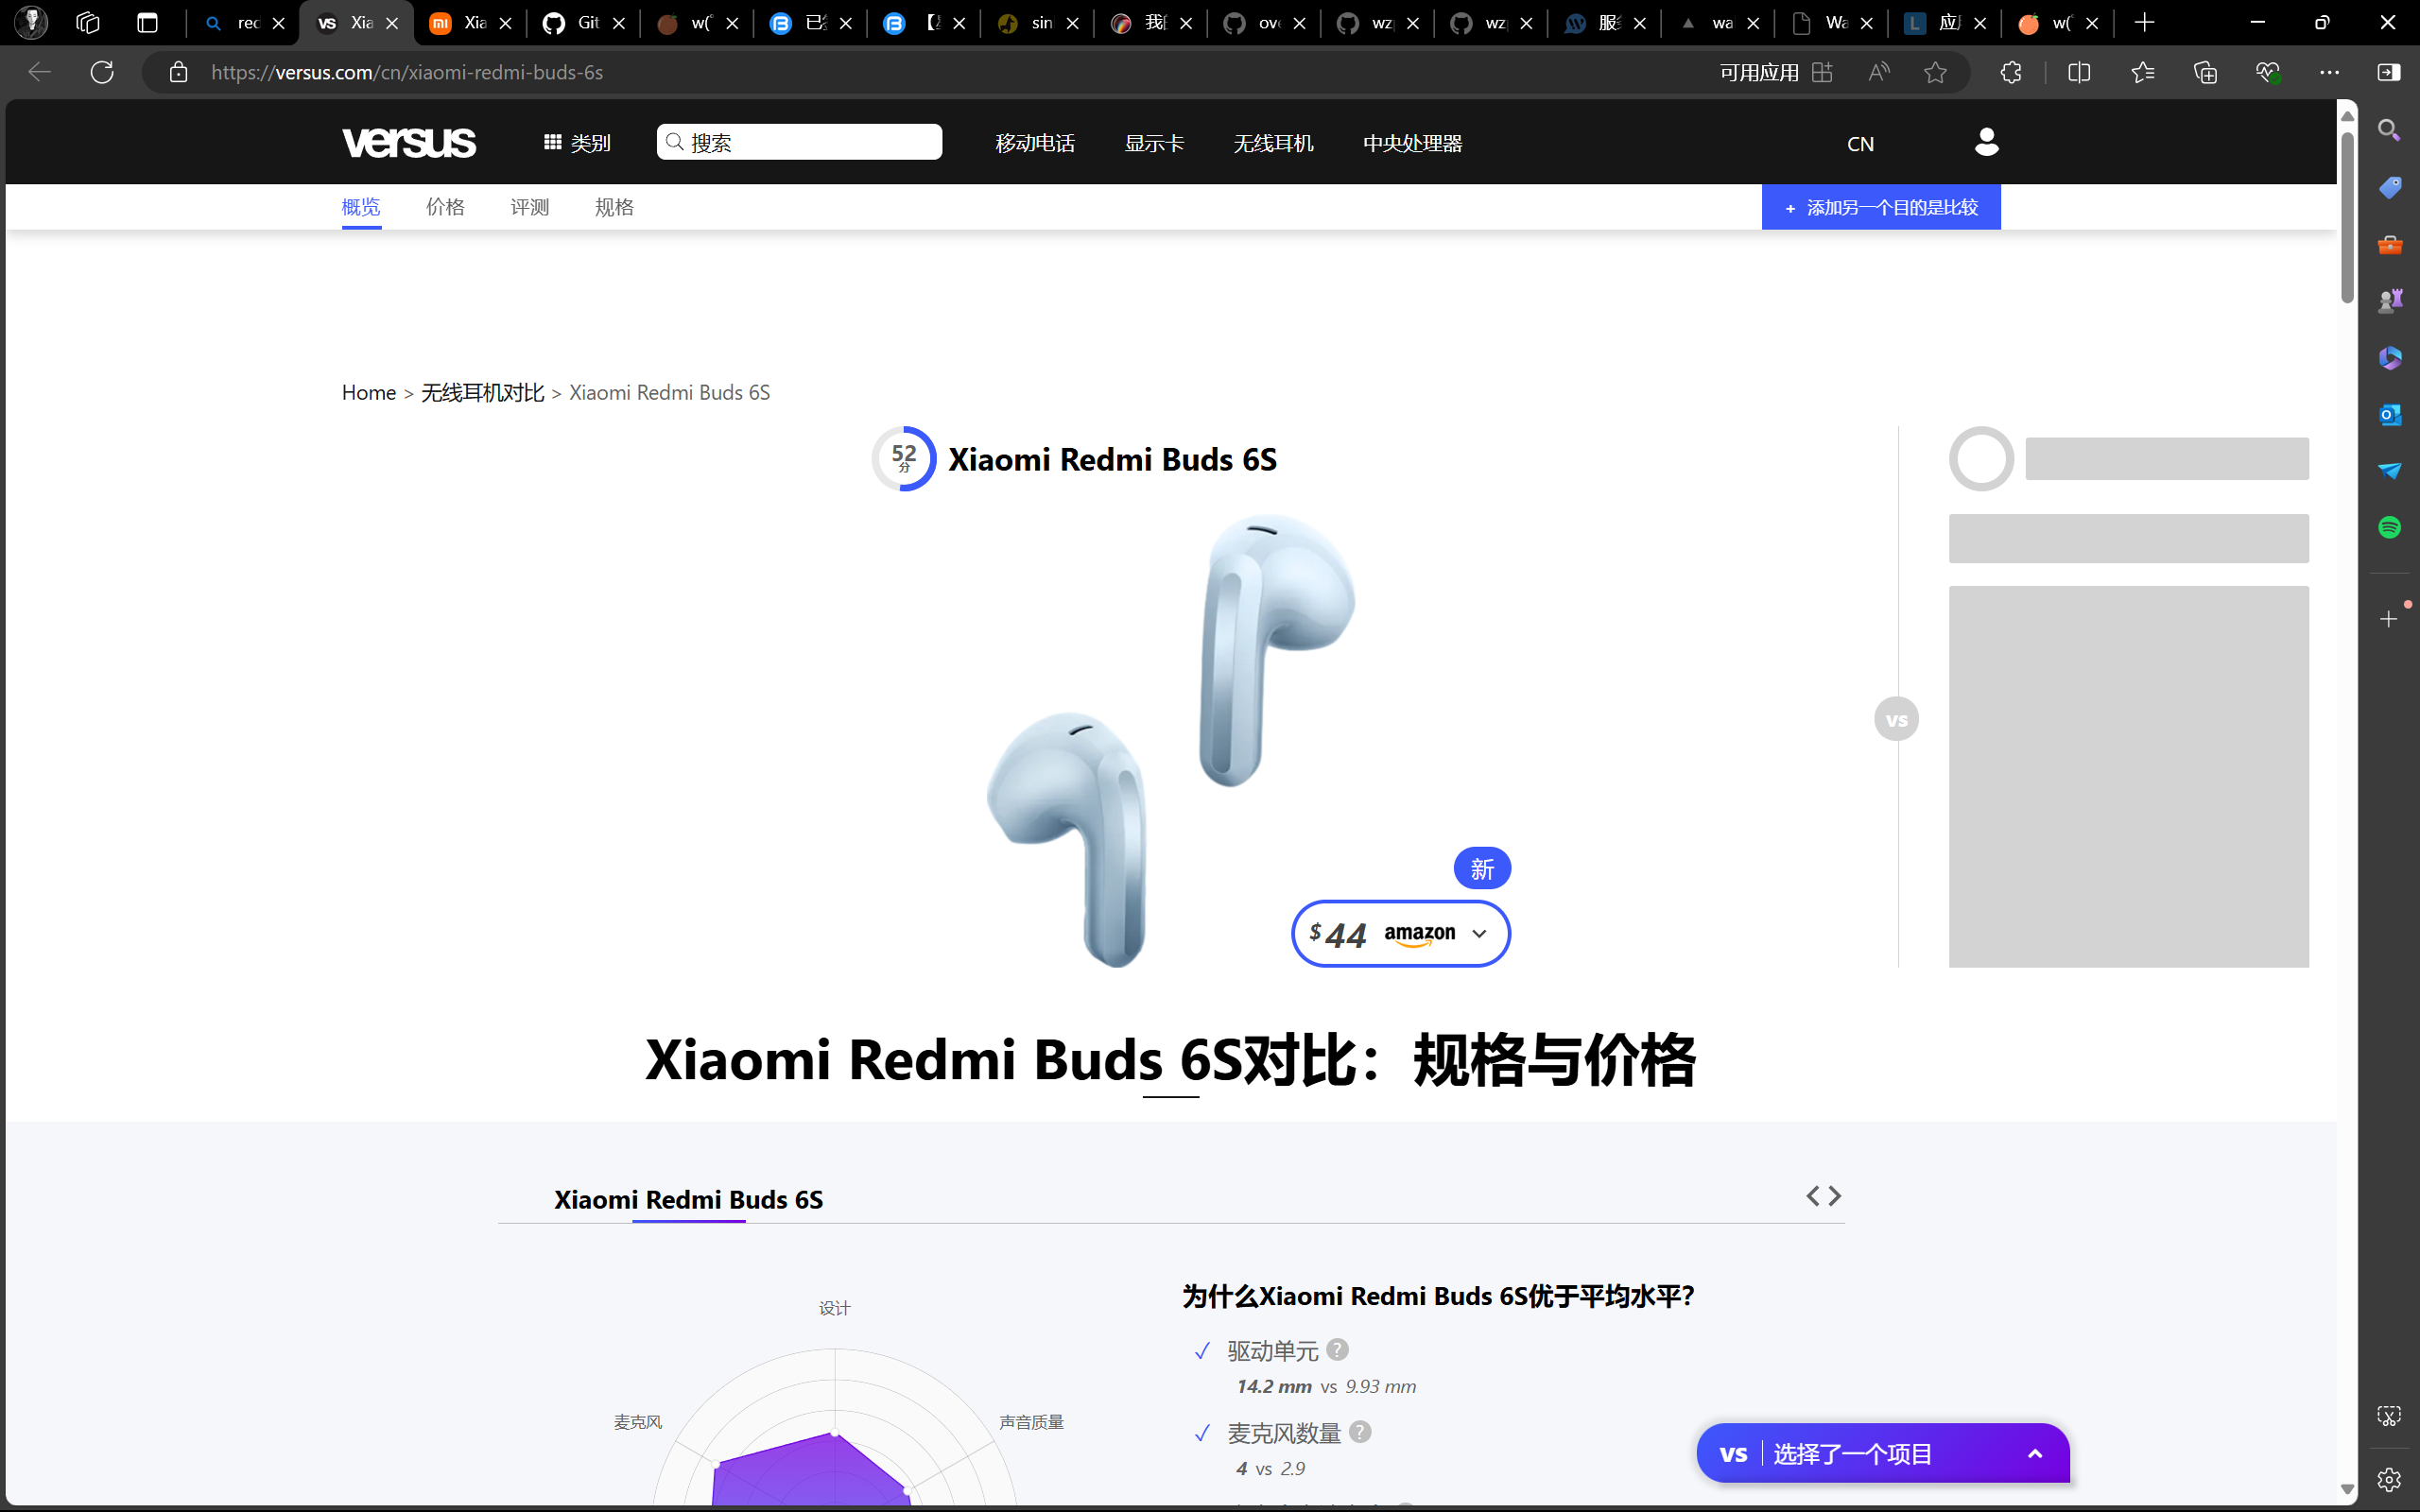 rec
Xia
Xia
Git
w(
sin
ove
wz
wz
wa
Wa
w(
https://versus.com/cn/xiaomi-redmi-buds-6s
可用应用
versus
类别
搜索
移动电话
显示卡
无线耳机
中央处理器
CN
概览
价格
评测
规格
+ 添加另一个目的是比较
Home > 无线耳机对比 > Xiaomi Redmi Buds 6S
52
分
Xiaomi Redmi Buds 6S
vs
新
$44 amazon
Xiaomi Redmi Buds 6S对比：规格与价格
Xiaomi Redmi Buds 6S
为什么Xiaomi Redmi Buds 6S优于平均水平?
设计
麦克风
声音质量
驱动单元 ?
14.2 mm vs 9.93 mm
麦克风数量 ?
4 vs 2.9
vs 选择了一个项目